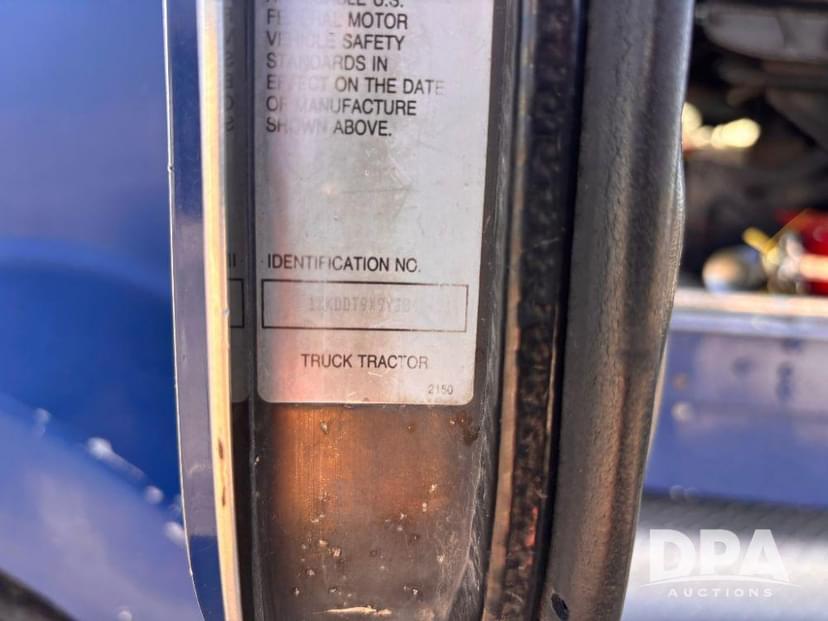 FEDERAL MOTOR
VEHICLE SAFETY
STANDARDS IN
EFFECT ON THE DATE
OF MANUFACTURE
SHOWN ABOVE.
IDENTIFICATION NO.
TRUCK TRACTOR
2150
DPA
AUCTIONS